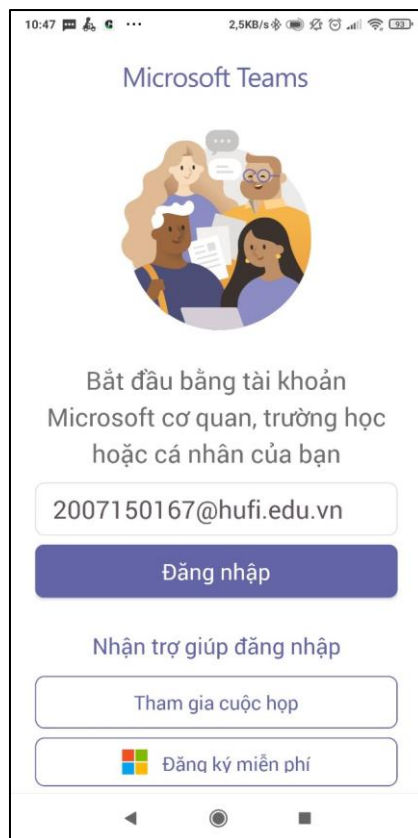 10:47 ... 2,5KB/s 93
Microsoft Teams
Bắt đầu bằng tài khoản
Microsoft cơ quan, trường học
hoặc cá nhân của bạn
2007150167@hufi.edu.vn
Đăng nhập
Nhận trợ giúp đăng nhập
Tham gia cuộc họp
Đăng ký miễn phí